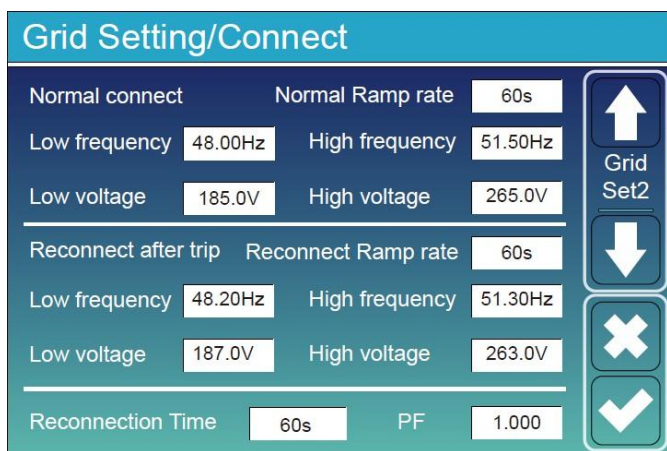 Grid Setting/Connect
Normal connect Normal Ramp rate 60s
Low frequency 48.00Hz High frequency 51.50Hz
Low voltage 185.0V High voltage 265.0V
Reconnect after trip Reconnect Ramp rate 60s
Low frequency 48.20Hz High frequency 51.30Hz
Low voltage 187.0V High voltage 263.0V
Reconnection Time 60s PF 1.000
Grid
Set2